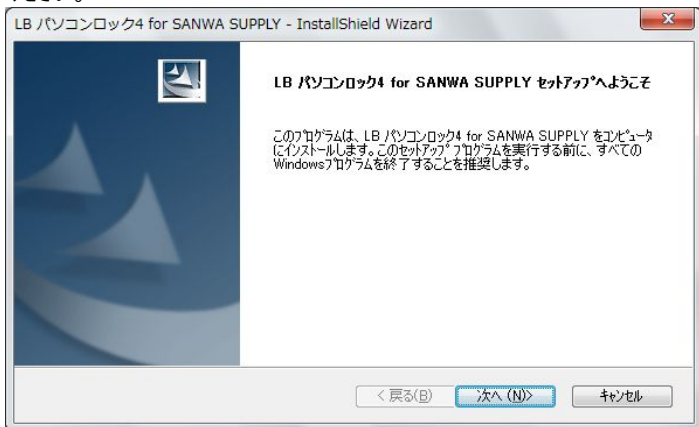 ください。
LB パソコンロック4 for SANWA SUPPLY - InstallShield Wizard
LB パソコンロック4 for SANWA SUPPLY セットアップへようこそ
このプログラムは、LB パソコンロック4 for SANWA SUPPLY をコンピュータ
にインストールします。このセットアップ プログラムを実行する前に、すべての
Windowsプログラムを終了することを推奨します。
< 戻る(B)
次へ (N)>
キャンセル